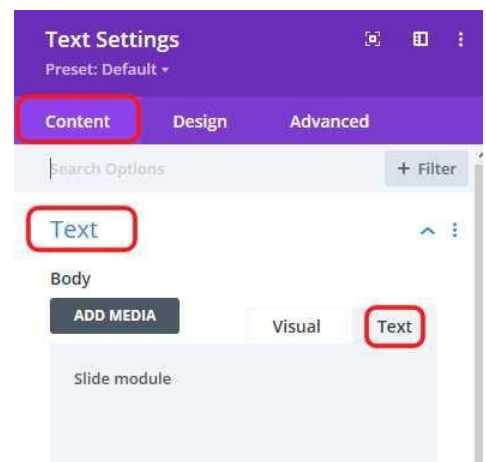 Text Settings
Preset: Default
Content Design Advanced
Search Options + Filter
Text
Body
ADD MEDIA Visual Text
Slide module